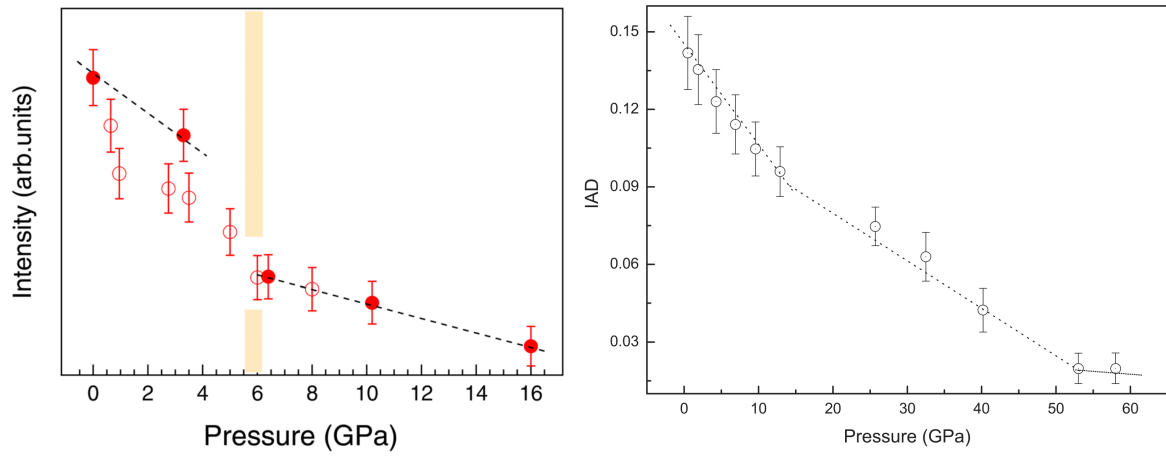 Intensity (arb.units)
0 2 4 6 8 10 12 14 16
Pressure (GPa)
IAD
0.15
0.12
0.09
0.06
0.03
0 10 20 30 40 50 60
Pressure (GPa)